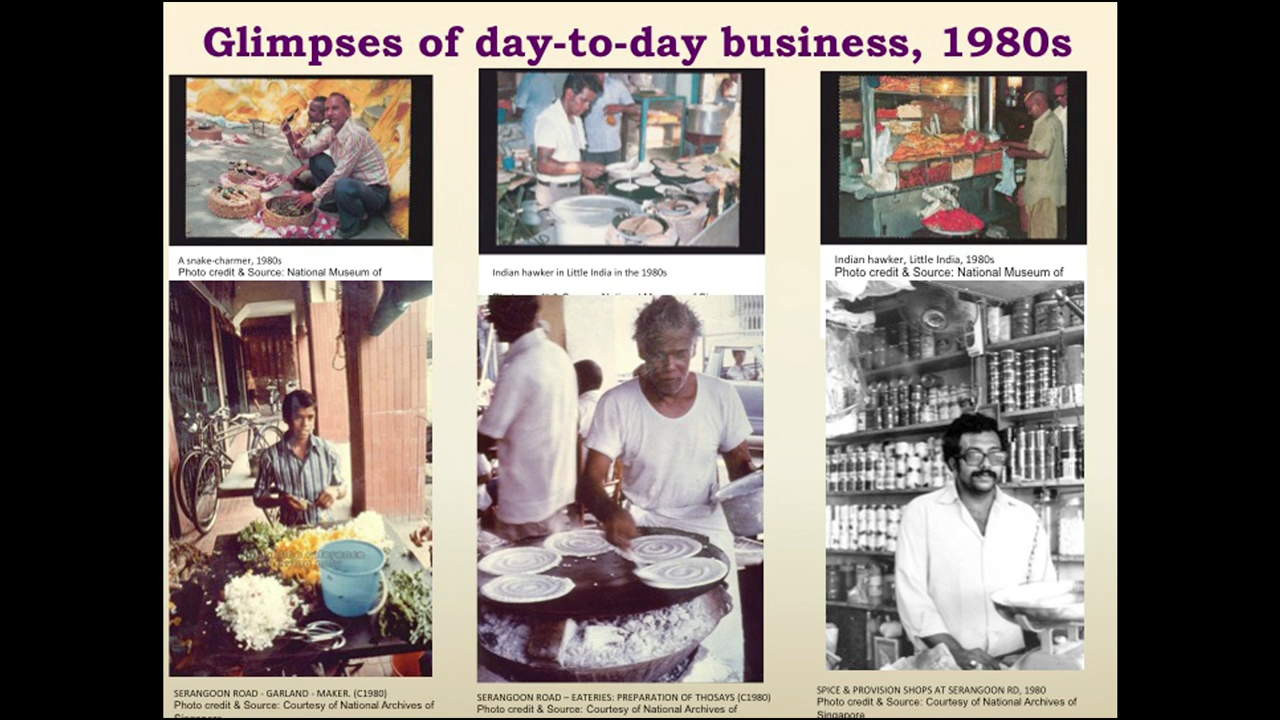 Glimpses of day-to-day business, 1980s
A snake-charmer, 1980s
Photo credit & Source: National Museum of
Indian hawker in Little India in the 1980s
Indian hawker, Little India, 1980s
Photo credit & Source: National Museum of
SERANGOON ROAD - GARLAND - MAKER. (C1980)
Photo credit & Source: Courtesy of National Archives of
Singapore
SERANGOON ROAD – EATERIES: PREPARATION OF THOSAYS (C1980)
Photo credit & Source: Courtesy of National Archives of
SPICE & PROVISION SHOPS AT SERANGOON RD, 1980
Photo credit & Source: Courtesy of National Archives of
Singapore